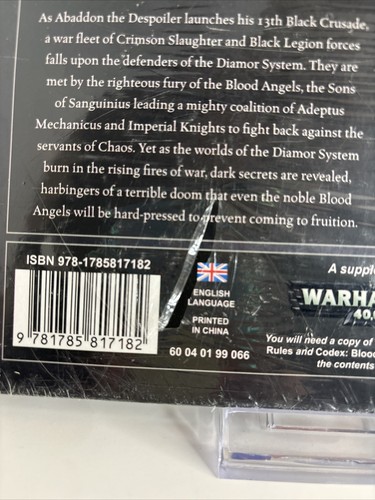 As Abaddon the Despoiler launches his 13th Black Crusade,
a war fleet of Crimson Slaughter and Black Legion forces
falls upon the defenders of the Diamor System. They are
met by the righteous fury of the Blood Angels, the Sons
of Sanguinius leading a mighty coalition of Adeptus
Mechanicus and Imperial Knights to fight back against the
servants of Chaos. Yet as the worlds of the Diamor System
burn in the rising fires of war, dark secrets are revealed,
harbingers of a terrible doom that even the noble Blood
Angels will be hard-pressed to prevent coming to fruition.
ISBN 978-1785817182
9 781785 817182
ENGLISH
LANGUAGE
PRINTED
IN CHINA
60 04 01 99 066
A suppl
WARHA
40,0
You will need a copy of
Rules and Codex: Bloo
the contents